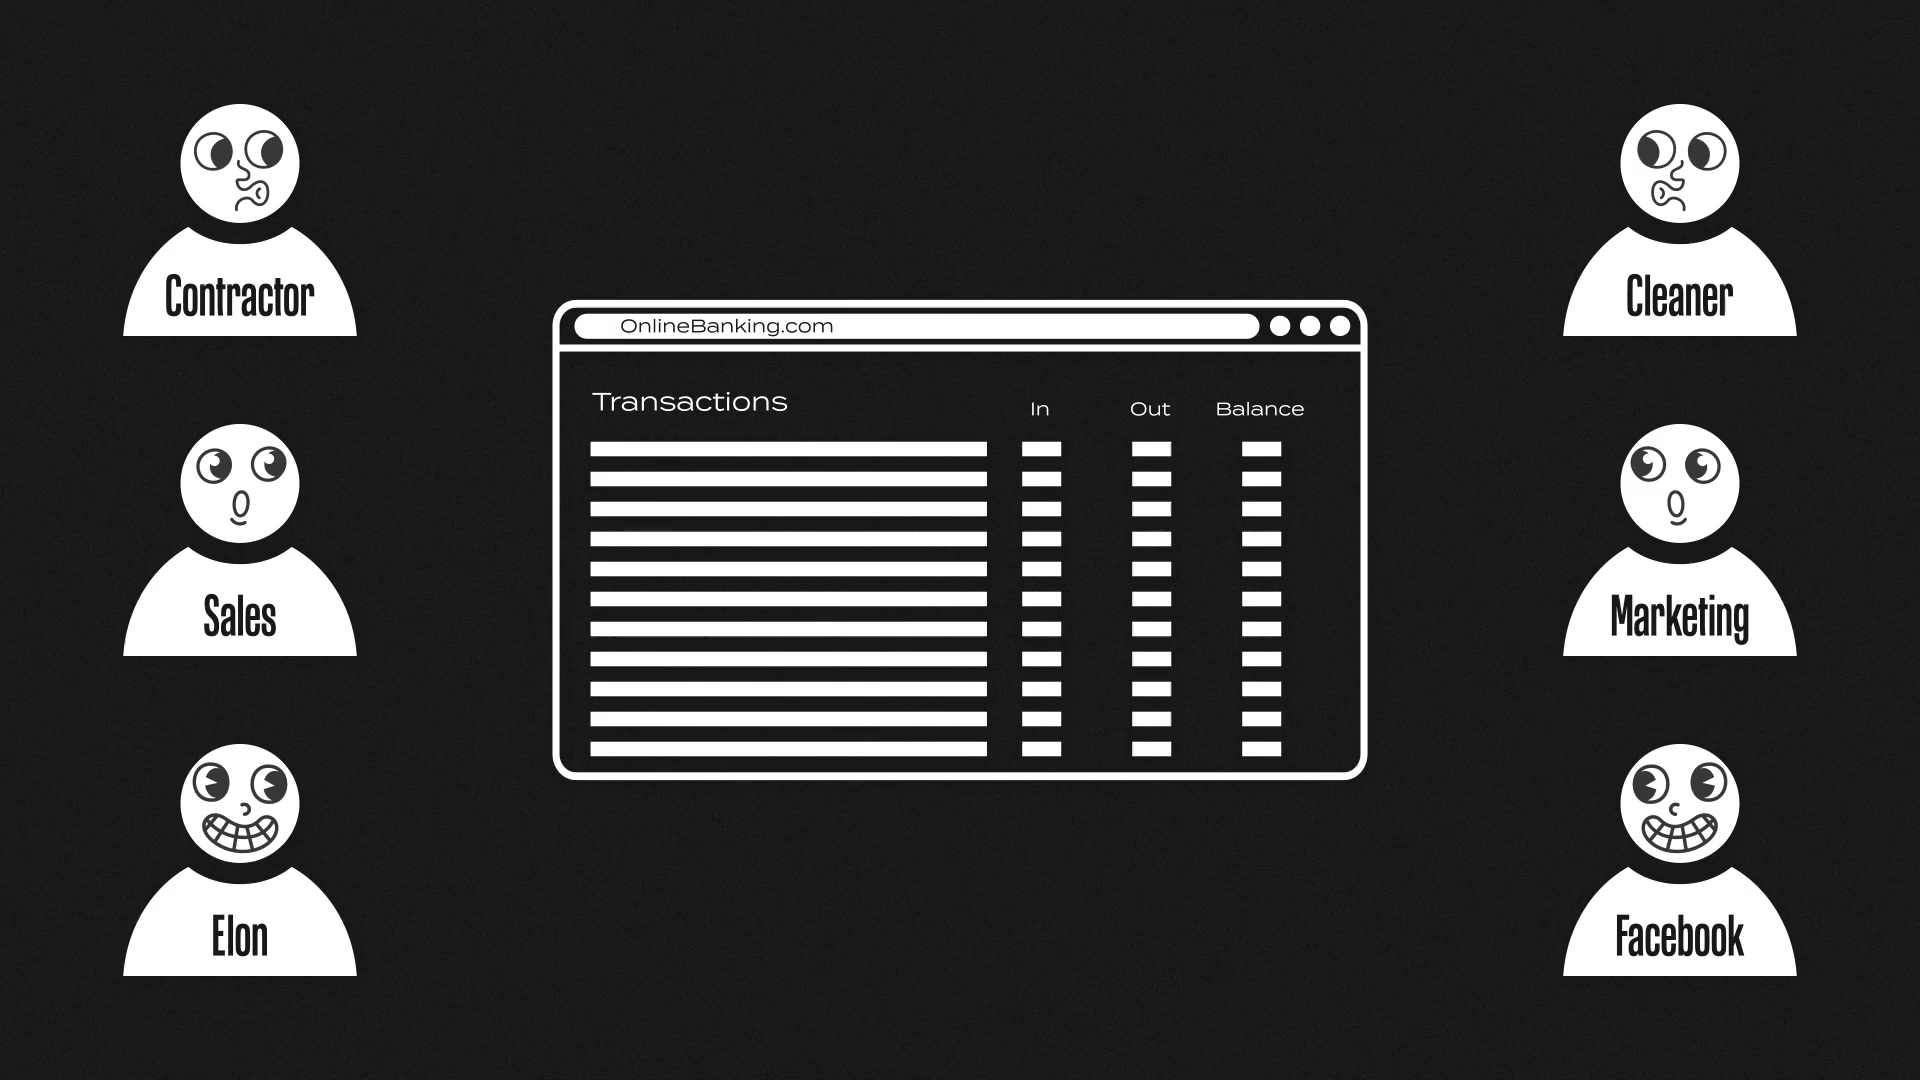 Contractor
Cleaner
OnlineBanking.com
Transactions
In
Out
Balance
Sales
Marketing
Elon
Facebook